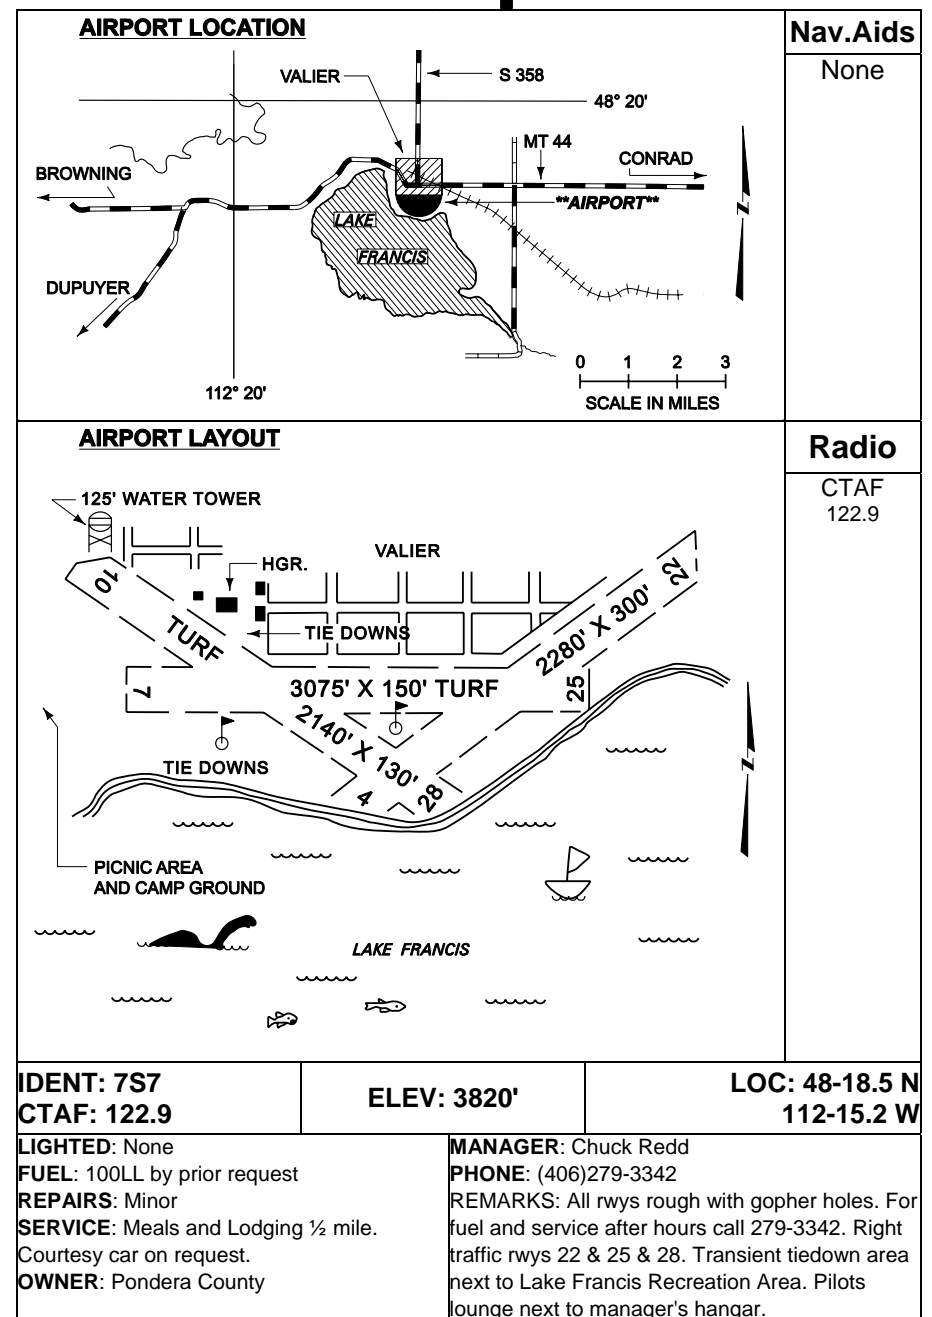 AIRPORT LOCATION
Nav.Aids
None
VALIER
S 358
48° 20'
MT 44
CONRAD
BROWNING
**AIRPORT**
LAKE
FRANCIS
N
DUPUYER
0 1 2 3
112° 20'
SCALE IN MILES
AIRPORT LAYOUT
Radio
CTAF
122.9
125' WATER TOWER
VALIER
HGR.
10
22
TURF
TIE DOWNS
2280' X 300'
7
3075' X 150' TURF
25
2140' X 130'
TIE DOWNS
N
4
28
PICNIC AREA
AND CAMP GROUND
LAKE FRANCIS
IDENT: 7S7
CTAF: 122.9
ELEV: 3820'
LOC: 48-18.5 N
112-15.2 W
LIGHTED: None
FUEL: 100LL by prior request
REPAIRS: Minor
SERVICE: Meals and Lodging ½ mile.
Courtesy car on request.
OWNER: Pondera County
MANAGER: Chuck Redd
PHONE: (406)279-3342
REMARKS: All rwys rough with gopher holes. For
fuel and service after hours call 279-3342. Right
traffic rwys 22 & 25 & 28. Transient tiedown area
next to Lake Francis Recreation Area. Pilots
lounge next to manager's hangar.